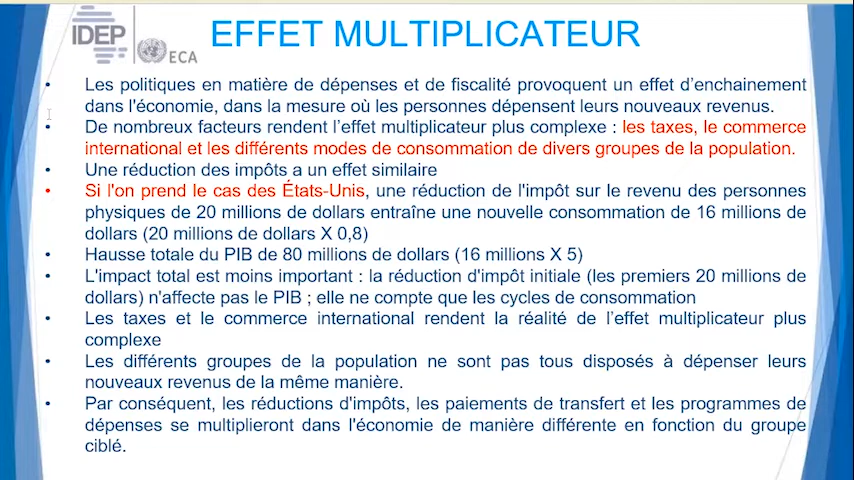 IDEP
ECA
EFFET MULTIPLICATEUR
• Les politiques en matière de dépenses et de fiscalité provoquent un effet d’enchainement
dans l'économie, dans la mesure où les personnes dépensent leurs nouveaux revenus.
• De nombreux facteurs rendent l’effet multiplicateur plus complexe : les taxes, le commerce
international et les différents modes de consommation de divers groupes de la population.
• Une réduction des impôts a un effet similaire
• Si l'on prend le cas des États-Unis, une réduction de l'impôt sur le revenu des personnes
physiques de 20 millions de dollars entraîne une nouvelle consommation de 16 millions de
dollars (20 millions de dollars X 0,8)
• Hausse totale du PIB de 80 millions de dollars (16 millions X 5)
• L'impact total est moins important : la réduction d'impôt initiale (les premiers 20 millions de
dollars) n'affecte pas le PIB ; elle ne compte que les cycles de consommation
• Les taxes et le commerce international rendent la réalité de l’effet multiplicateur plus
complexe
• Les différents groupes de la population ne sont pas tous disposés à dépenser leurs
nouveaux revenus de la même manière.
• Par conséquent, les réductions d'impôts, les paiements de transfert et les programmes de
dépenses se multiplieront dans l'économie de manière différente en fonction du groupe
ciblé.